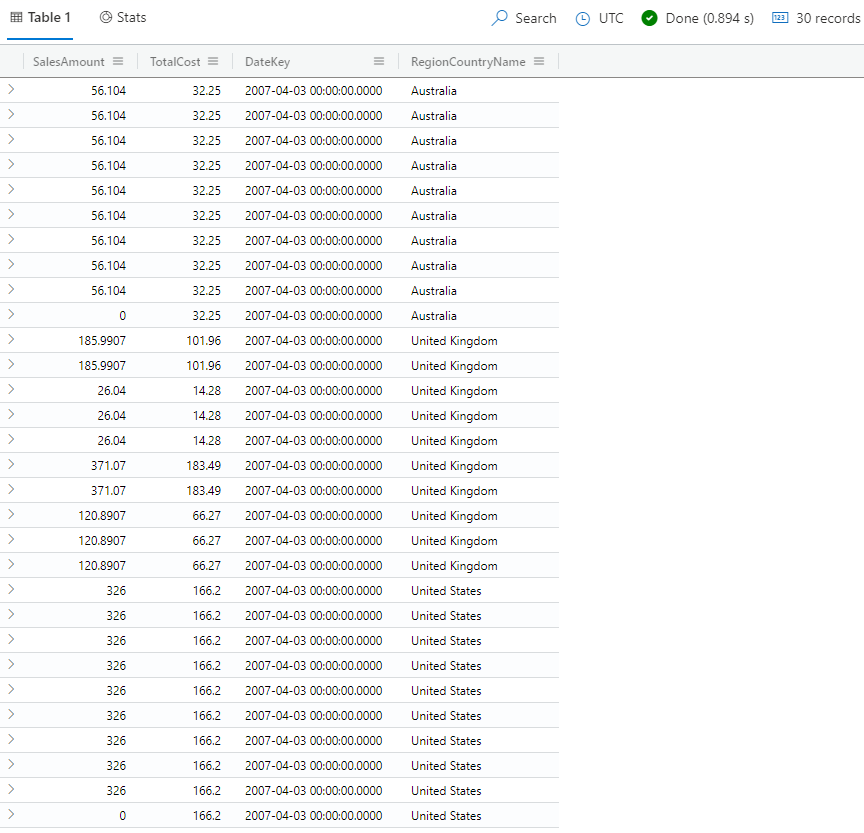 Table 1 Stats Search UTC Done (0.894 s) 30 records
SalesAmount TotalCost DateKey RegionCountryName
56.104 32.25 2007-04-03 00:00:00.0000 Australia
56.104 32.25 2007-04-03 00:00:00.0000 Australia
56.104 32.25 2007-04-03 00:00:00.0000 Australia
56.104 32.25 2007-04-03 00:00:00.0000 Australia
56.104 32.25 2007-04-03 00:00:00.0000 Australia
56.104 32.25 2007-04-03 00:00:00.0000 Australia
56.104 32.25 2007-04-03 00:00:00.0000 Australia
56.104 32.25 2007-04-03 00:00:00.0000 Australia
56.104 32.25 2007-04-03 00:00:00.0000 Australia
0 32.25 2007-04-03 00:00:00.0000 Australia
185.9907 101.96 2007-04-03 00:00:00.0000 United Kingdom
185.9907 101.96 2007-04-03 00:00:00.0000 United Kingdom
26.04 14.28 2007-04-03 00:00:00.0000 United Kingdom
26.04 14.28 2007-04-03 00:00:00.0000 United Kingdom
26.04 14.28 2007-04-03 00:00:00.0000 United Kingdom
371.07 183.49 2007-04-03 00:00:00.0000 United Kingdom
371.07 183.49 2007-04-03 00:00:00.0000 United Kingdom
120.8907 66.27 2007-04-03 00:00:00.0000 United Kingdom
120.8907 66.27 2007-04-03 00:00:00.0000 United Kingdom
120.8907 66.27 2007-04-03 00:00:00.0000 United Kingdom
326 166.2 2007-04-03 00:00:00.0000 United States
326 166.2 2007-04-03 00:00:00.0000 United States
326 166.2 2007-04-03 00:00:00.0000 United States
326 166.2 2007-04-03 00:00:00.0000 United States
326 166.2 2007-04-03 00:00:00.0000 United States
326 166.2 2007-04-03 00:00:00.0000 United States
326 166.2 2007-04-03 00:00:00.0000 United States
326 166.2 2007-04-03 00:00:00.0000 United States
326 166.2 2007-04-03 00:00:00.0000 United States
0 166.2 2007-04-03 00:00:00.0000 United States